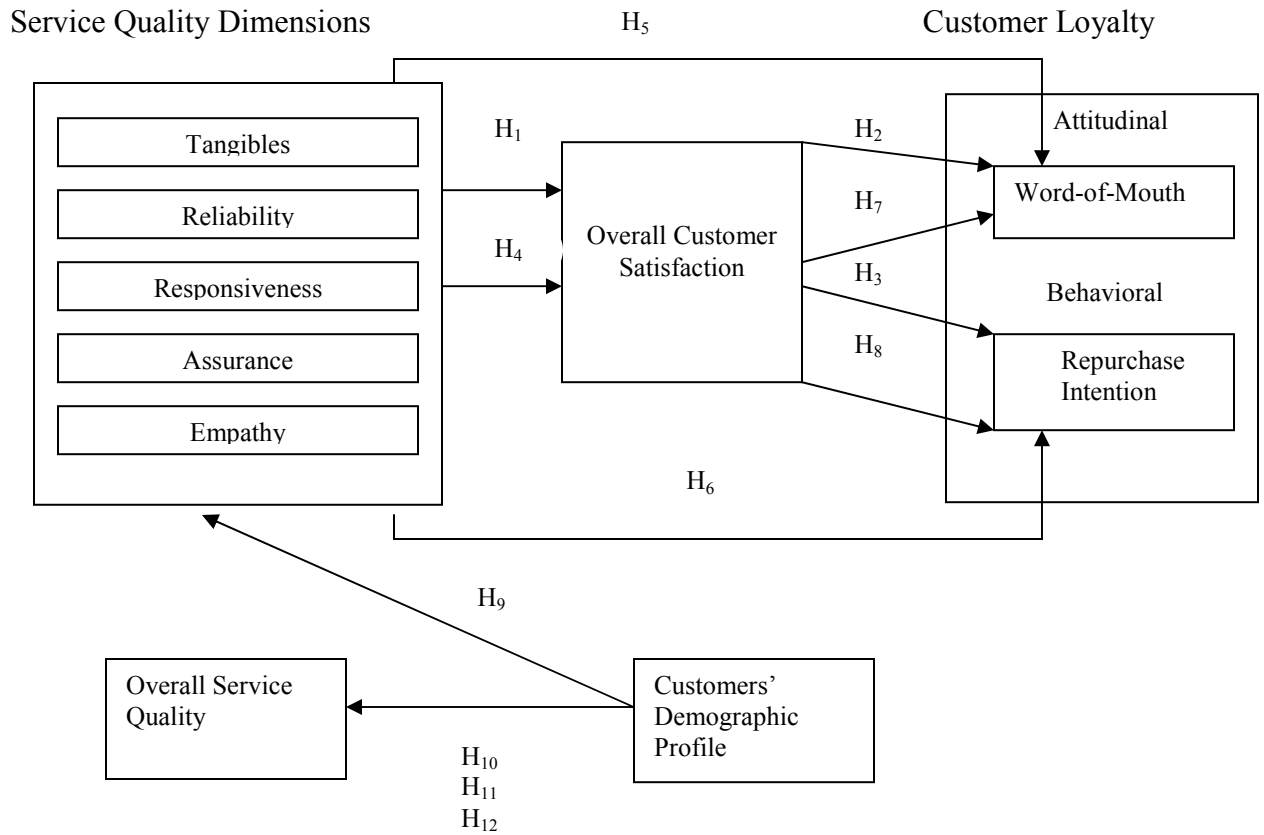 Service Quality Dimensions
H5
Customer Loyalty
Tangibles
Reliability
Responsiveness
Assurance
Empathy
H1
H4
Overall Customer
Satisfaction
H2
H7
H3
H8
Attitudinal
Word-of-Mouth
Behavioral
Repurchase
Intention
H6
H9
Overall Service
Quality
Customers’
Demographic
Profile
H10
H11
H12